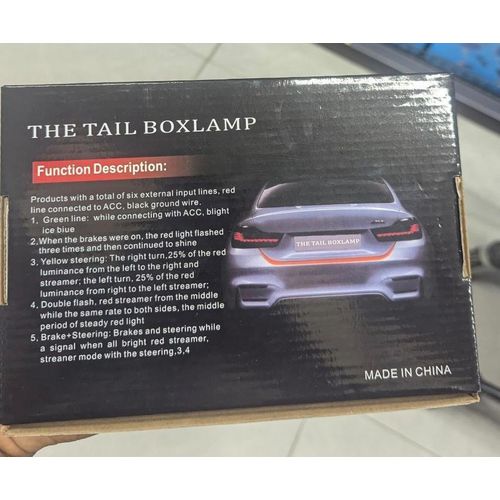 THE TAIL BOXLAMP
Function Description:
Products with a total of six external input lines, red
line connected to ACC, black ground wire.
1, Green line: while connecting with ACC, blight
ice biue
2,When the brakes were on, the red light flashed
three times and then continued to shine
3, Yellow steering: The right turn,25% of the red
luminance from the left to the right and
streamer; the left turn, 25% of the red
luminance from right to the left streamer;
4, Double flash, red streamer from the middle
while the same rate to both sides, the middle
period of steady red light
5, Brake+Steering: Brakes and steering while
a signal when all bright red streamer,
streaner mode with the steering,3,4
THE TAIL BOXLAMP
MADE IN CHINA